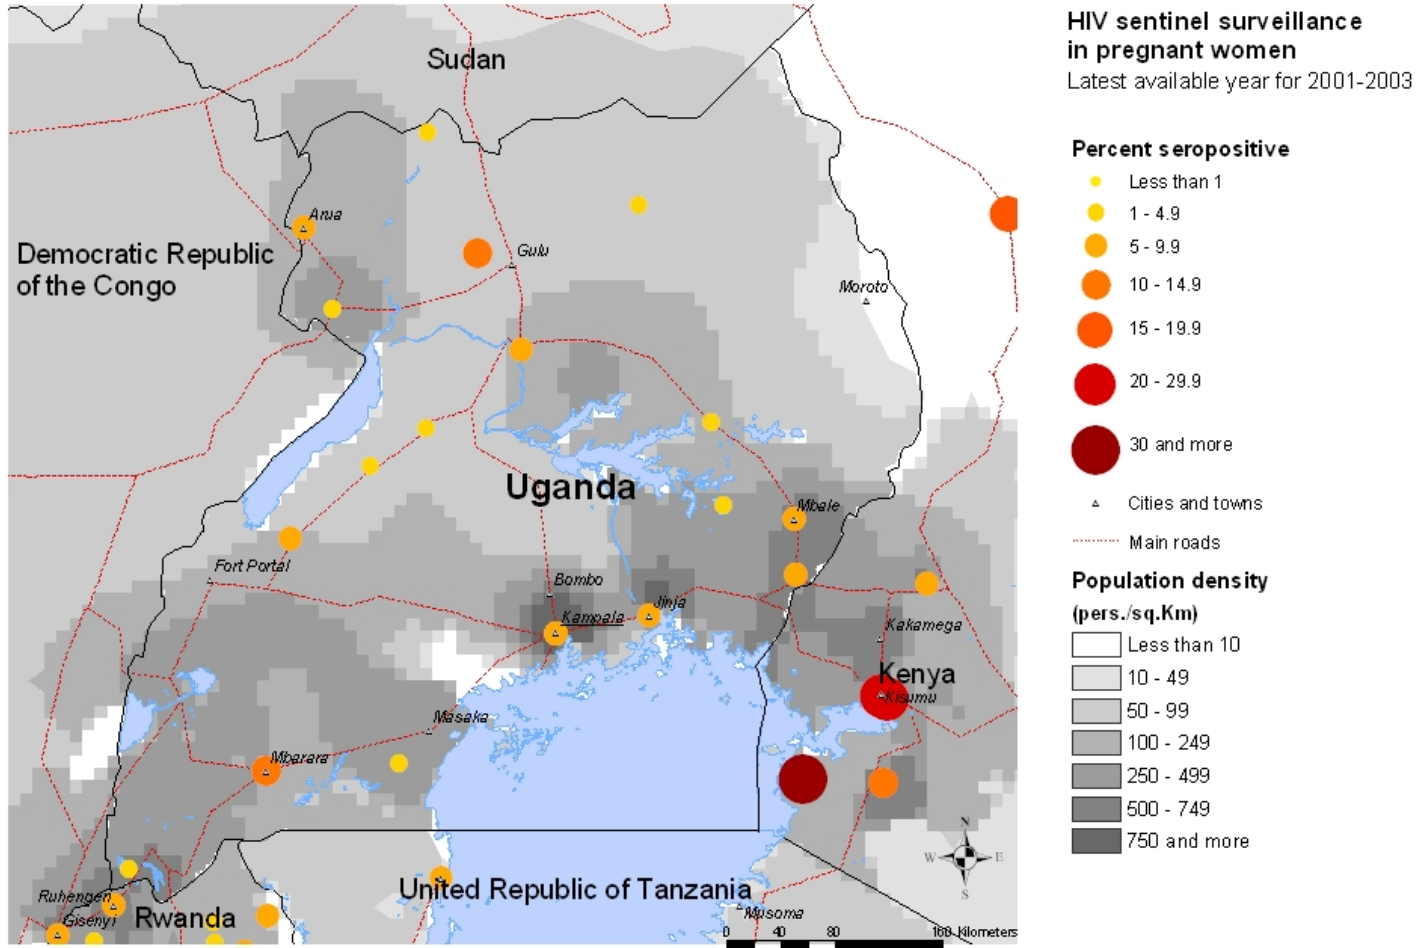 HIV sentinel surveillance
in pregnant women
Latest available year for 2001-2003
Percent seropositive
Less than 1
1 - 4.9
5 - 9.9
10 - 14.9
15 - 19.9
20 - 29.9
30 and more
Cities and towns
Main roads
Population density
(pers./sq.Km)
Less than 10
10 - 49
50 - 99
100 - 249
250 - 499
500 - 749
750 and more
Sudan
Arua
Democratic Republic
of the Congo
Gulu
Moroto
Uganda
Mbale
Fort Portal
Bombo
Jinja
Kampala
Kakamega
Kenya
Kisumu
Masaka
Mbarara
N
W
E
S
United Republic of Tanzania
Ruhengeri
Gisenyi
Rwanda
Musoma
0 40 80 160 Kilometers